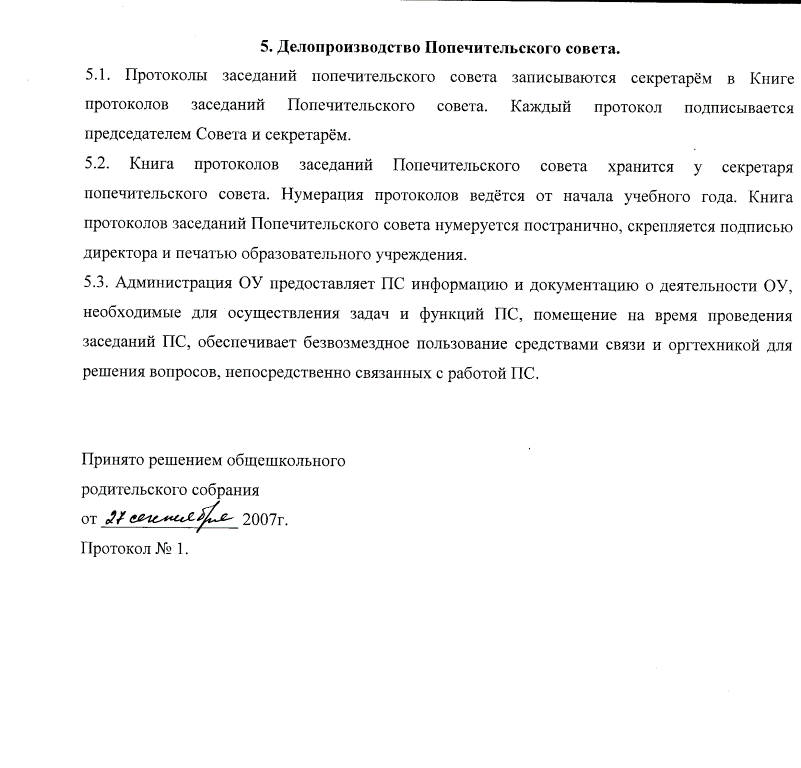 5. Делопроизводство Попечительского совета.
5.1. Протоколы заседаний попечительского совета записываются секретарём в Книге
протоколов заседаний Попечительского совета. Каждый протокол подписывается
председателем Совета и секретарём.
5.2. Книга протоколов заседаний Попечительского совета хранится у секретаря
попечительского совета. Нумерация протоколов ведётся от начала учебного года. Книга
протоколов заседаний Попечительского совета нумеруется постранично, скрепляется подписью
директора и печатью образовательного учреждения.
5.3. Администрация ОУ предоставляет ПС информацию и документацию о деятельности ОУ,
необходимые для осуществления задач и функций ПС, помещение на время проведения
заседаний ПС, обеспечивает безвозмездное пользование средствами связи и оргтехникой для
решения вопросов, непосредственно связанных с работой ПС.
Принято решением общешкольного
родительского собрания
от 27 сентября 2007г.
Протокол № 1.